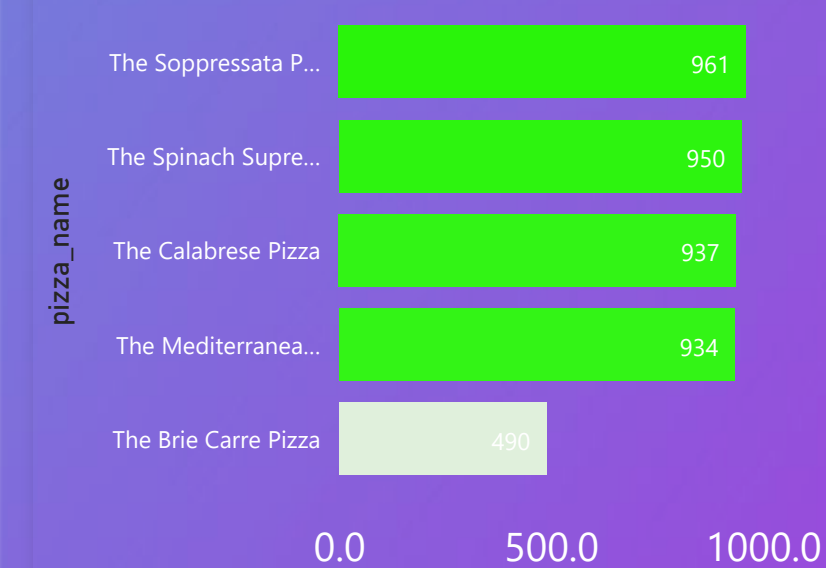 pizza_name
The Soppressata P...
961
The Spinach Supre...
950
The Calabrese Pizza
937
The Mediterranea...
934
The Brie Carre Pizza
490
0.0 500.0 1000.0